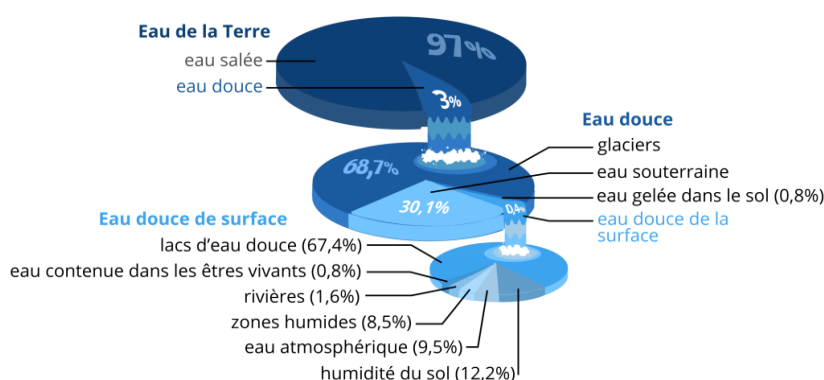 Eau de la Terre
97%
eau salée
eau douce
3%
Eau douce
glaciers
68,7%
eau souterraine
eau gelée dans le sol (0,8%)
30,1%
0,4%
eau douce de la
surface
Eau douce de surface
lacs d’eau douce (67,4%)
eau contenue dans les êtres vivants (0,8%)
rivières (1,6%)
zones humides (8,5%)
eau atmosphérique (9,5%)
humidité du sol (12,2%)